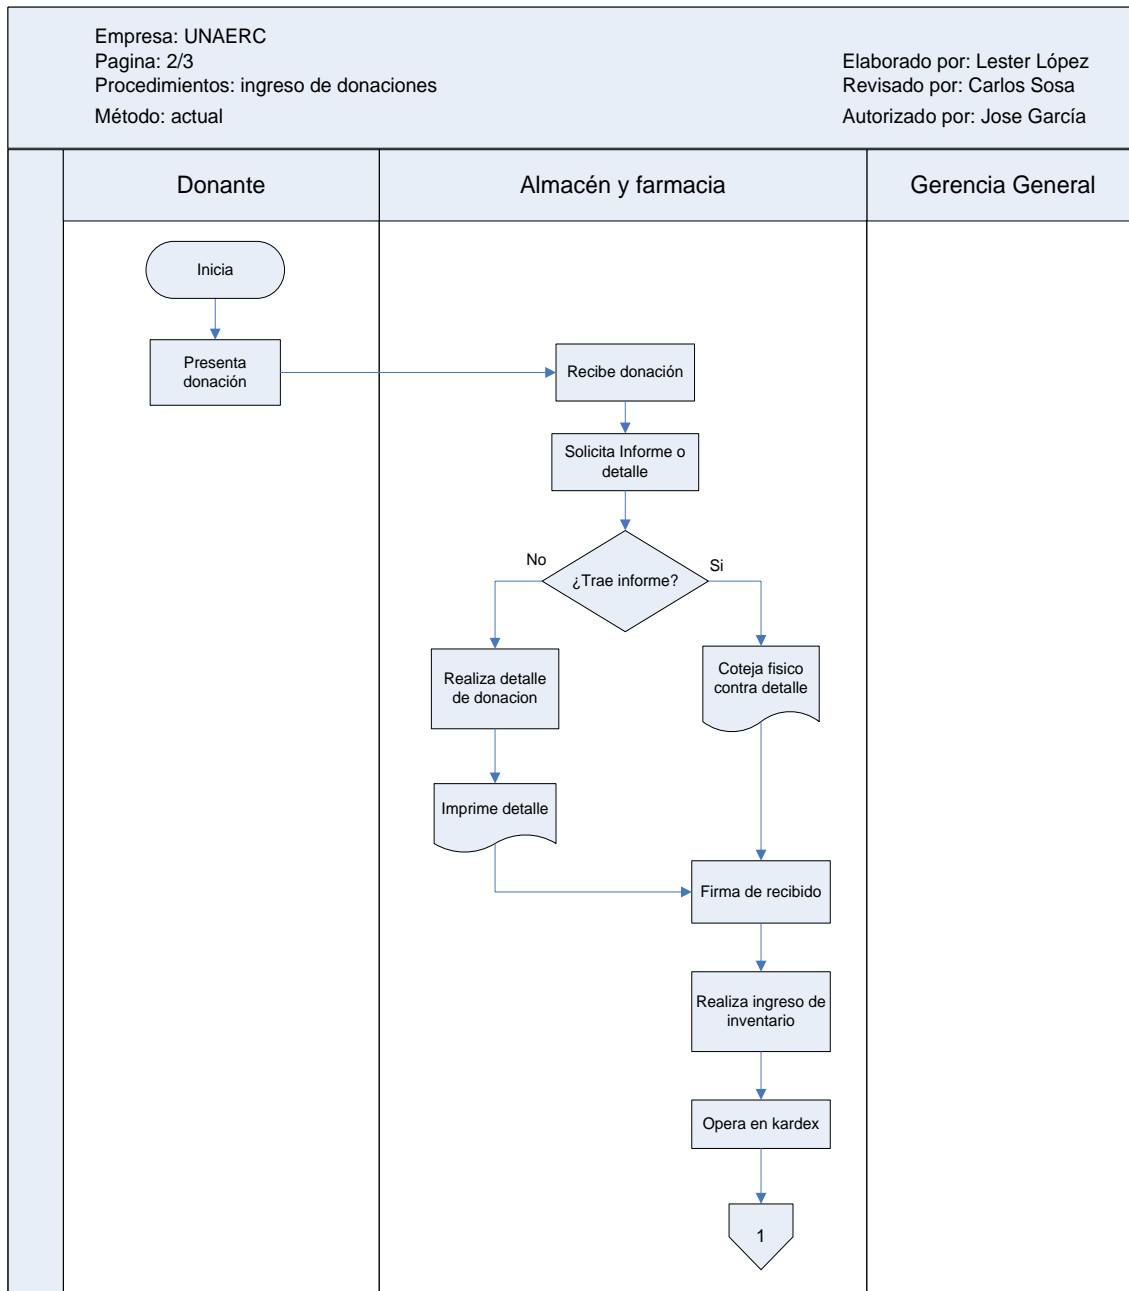 Empresa: UNAERC
Pagina: 2/3
Procedimientos: ingreso de donaciones
Método: actual
Elaborado por: Lester López
Revisado por: Carlos Sosa
Autorizado por: Jose García
Donante
Almacén y farmacia
Gerencia General
Inicia
Presenta
donación
Recibe donación
Solicita Informe o
detalle
¿Trae informe?
No
Si
Realiza detalle
de donacion
Coteja fisico
contra detalle
Imprime detalle
Firma de recibido
Realiza ingreso de
inventario
Opera en kardex
1